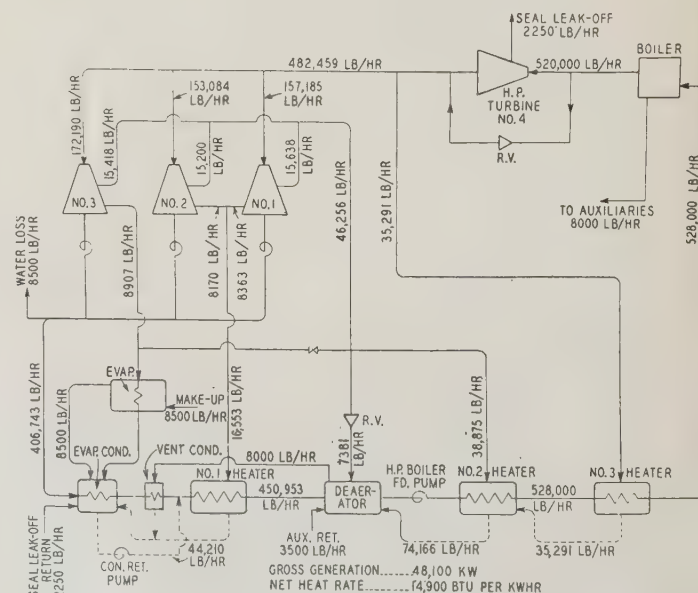 SEAL LEAK-OFF
2250 LB/HR
482,459 LB/HR
520,000 LB/HR
BOILER
H.P.
TURBINE
NO.4
R.V.
153,084
LB/HR
157,185
LB/HR
172,190 LB/HR
15,418 LB/HR
15,200
LB/HR
15,638
LB/HR
46,256 LB/HR
35,291 LB/HR
TO AUXILIARIES
8000 LB/HR
528,000 LB/HR
NO.3
NO.2
NO.1
WATER LOSS
8500 LB/HR
8907 LB/HR
8170 LB/HR
8363 LB/HR
406,743 LB/HR
EVAP.
MAKE-UP
8500 LB/HR
8500 LB/HR
16,553 LB/HR
R.V.
7381
LB/HR
38,875 LB/HR
EVAP. COND.
VENT COND.
8000 LB/HR
NO.1 HEATER
450,953
LB/HR
DEAER-
ATOR
H.P. BOILER
FD. PUMP
NO.2 HEATER
528,000
LB/HR
NO.3 HEATER
SEAL LEAK-OFF
RETURN
2250 LB/HR
CON. RET.
PUMP
44,210
LB/HR
AUX. RET.
3500 LB/HR
74,166 LB/HR
35,291 LB/HR
GROSS GENERATION 48,100 KW
NET HEAT RATE 14,900 BTU PER KWHR